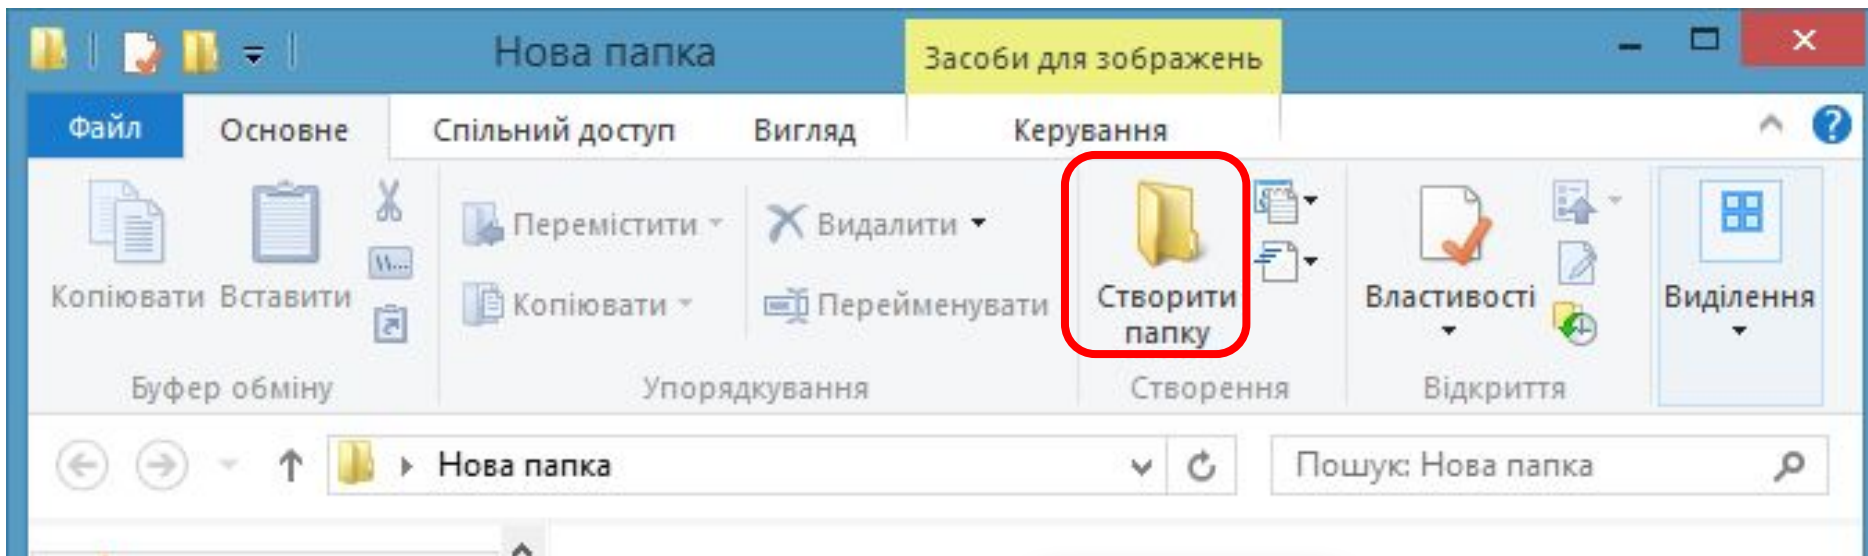 Нова папка
Засоби для зображень
Файл Основне Спільний доступ Вигляд Керування
Копіювати Вставити
Перемістити
Копіювати
Видалити
Перейменувати
Створити
папку
Властивості
Виділення
Буфер обміну Упорядкування Створення Відкриття
Нова папка
Пошук: Нова папка